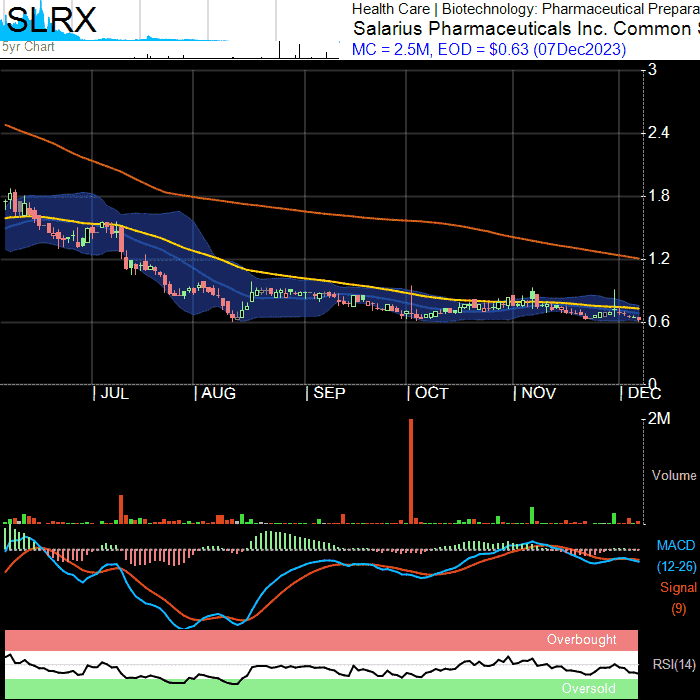 SLRX
5yr Chart
Health Care | Biotechnology: Pharmaceutical Prepara
Salarius Pharmaceuticals Inc. Common S
MC = 2.5M, EOD = $0.63 (07Dec2023)
3
2.4
1.8
1.2
0.6
0
| JUL | AUG | SEP | OCT | NOV | DEC
2M
Volume
MACD
(12-26)
Signal
(9)
Overbought
RSI(14)
Oversold